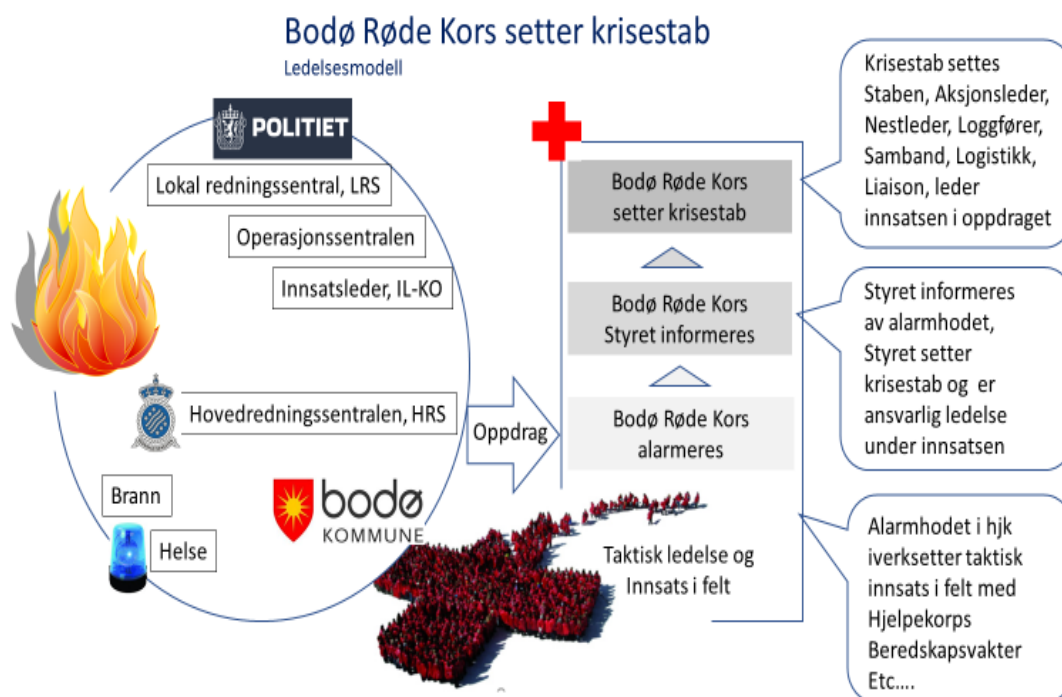 Bodø Røde Kors setter krisestab
Ledelsesmodell
POLITIET
Lokal redningssentral, LRS
Operasjonssentralen
Innsatsleder, IL-KO
Hovedredningssentralen, HRS
Brann
Helse
bodø
KOMMUNE
Oppdrag
Bodø Røde Kors
setter krisestab
Bodø Røde Kors
Styret informeres
Bodø Røde Kors
alarmeres
Taktisk ledelse og
Innsats i felt
Krisestab settes
Staben, Aksjonsleder,
Nestleder, Loggfører,
Samband, Logistikk,
Liaison, leder
innsatsen i oppdraget
Styret informeres
av alarmhodet,
Styret setter
krisestab og er
ansvarlig ledelse
under innsatsen
Alarmhodet i hjk
iverksetter taktisk
innsats i felt med
Hjelpekorps
Beredskapsvakter
Etc....